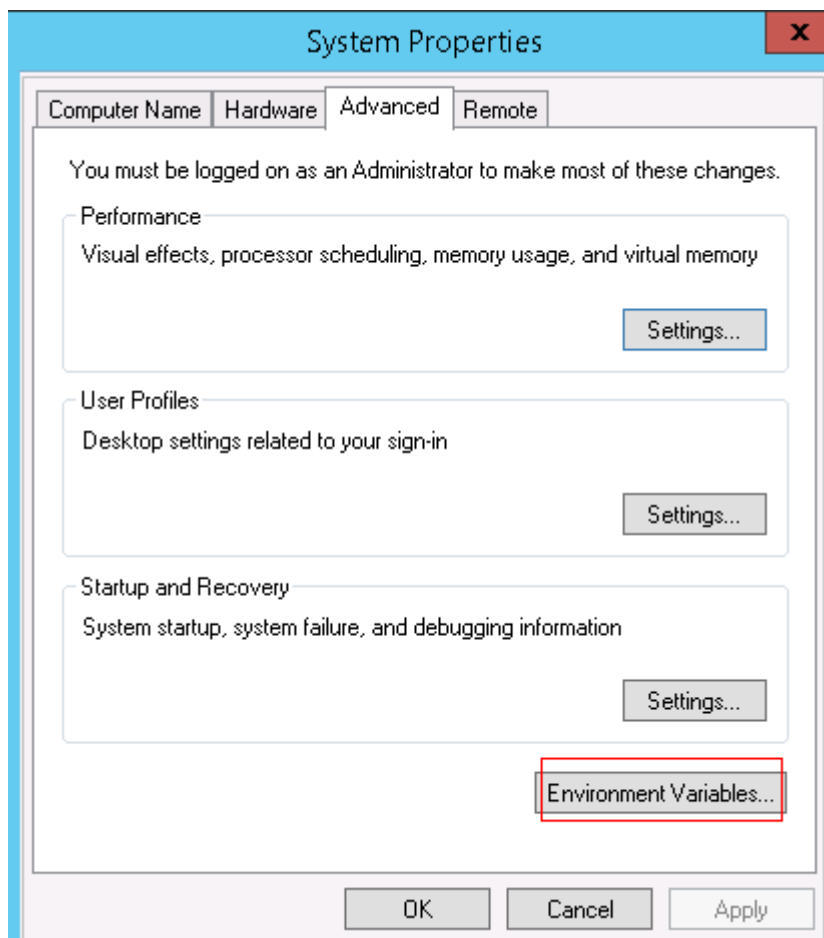 System Properties
x
Computer Name Hardware Advanced Remote
You must be logged on as an Administrator to make most of these changes.
Performance
Visual effects, processor scheduling, memory usage, and virtual memory
Settings...
User Profiles
Desktop settings related to your sign-in
Settings...
Startup and Recovery
System startup, system failure, and debugging information
Settings...
Environment Variables...
OK Cancel Apply